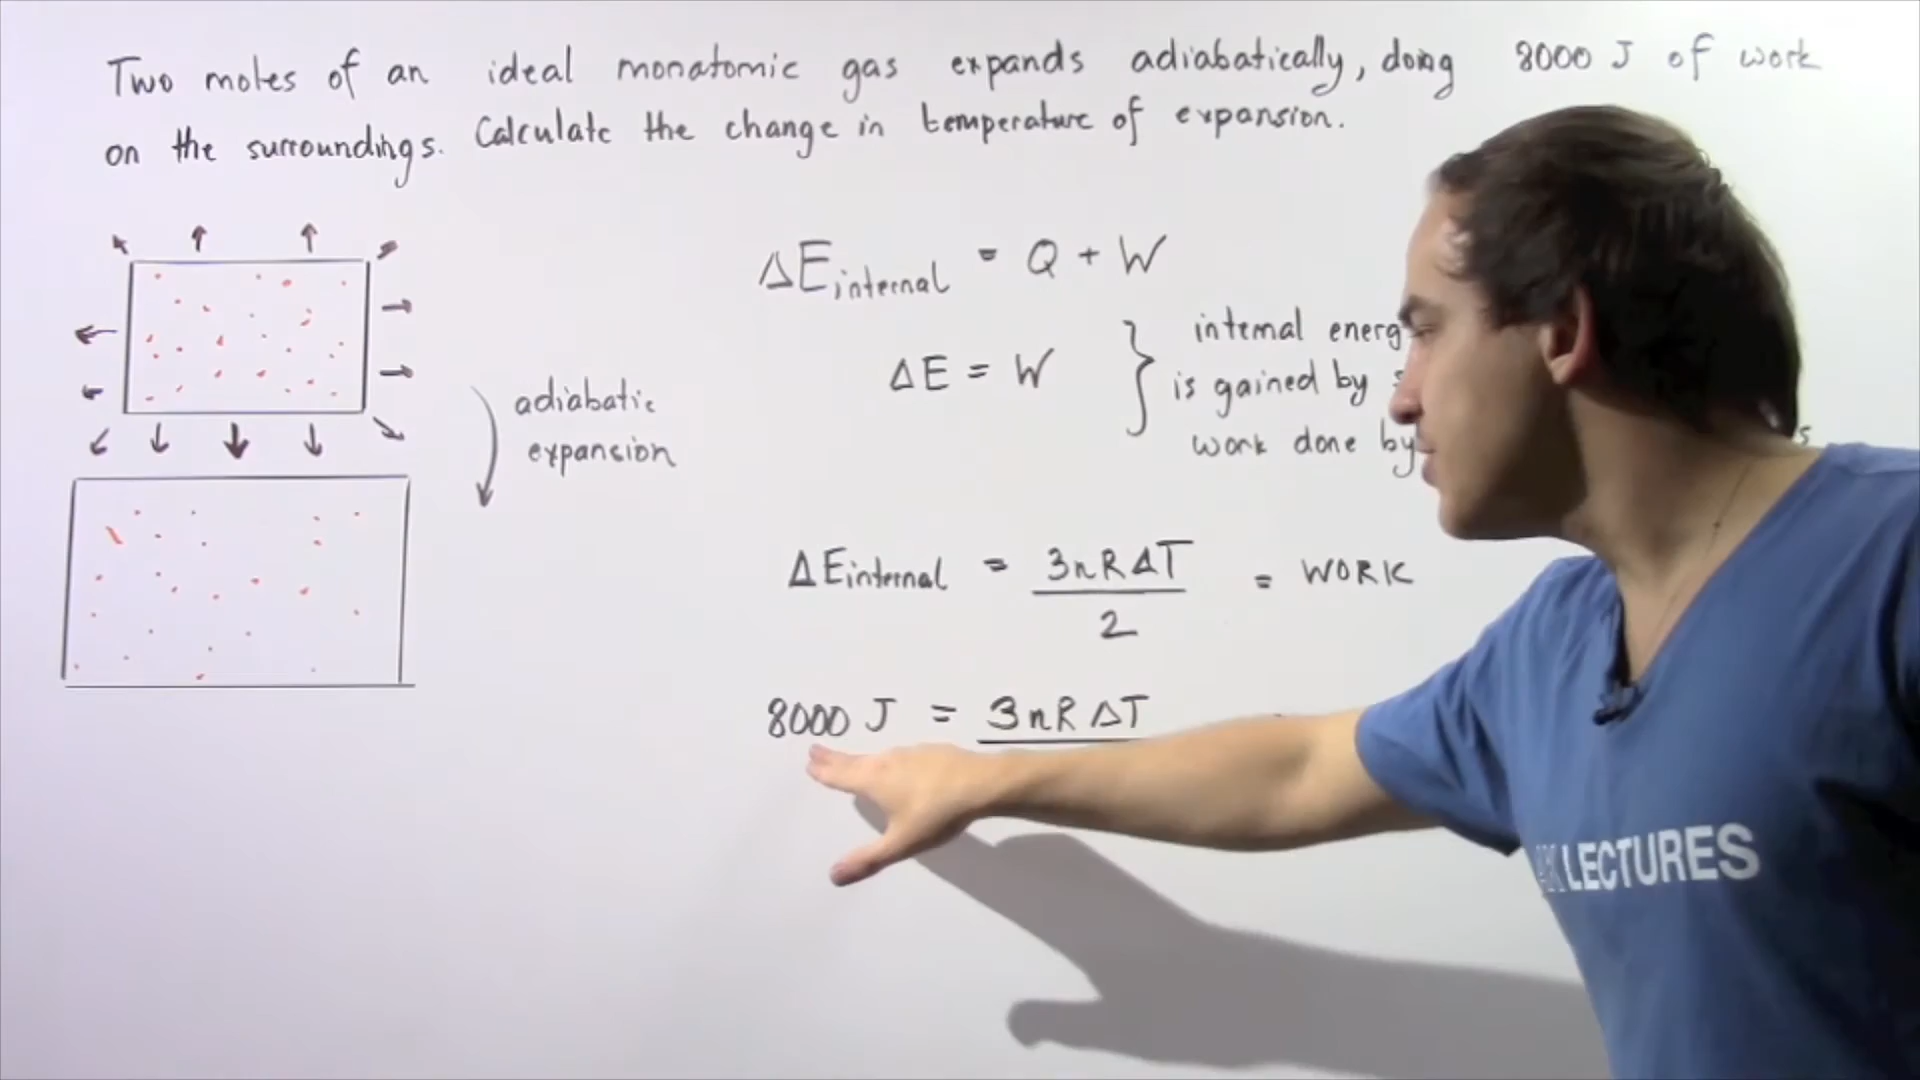 Two moles of an ideal monatomic gas expands adiabatically, doing 8000 J of work
on the surroundings. Calculate the change in temperature of expansion.
ΔEinternal = Q + W
ΔE = W
internal energ
is gained by
work done by
adiabatic
expansion
ΔEinternal = 3nRΔT = WORK
2
8000 J = 3nRΔT
LECTURES